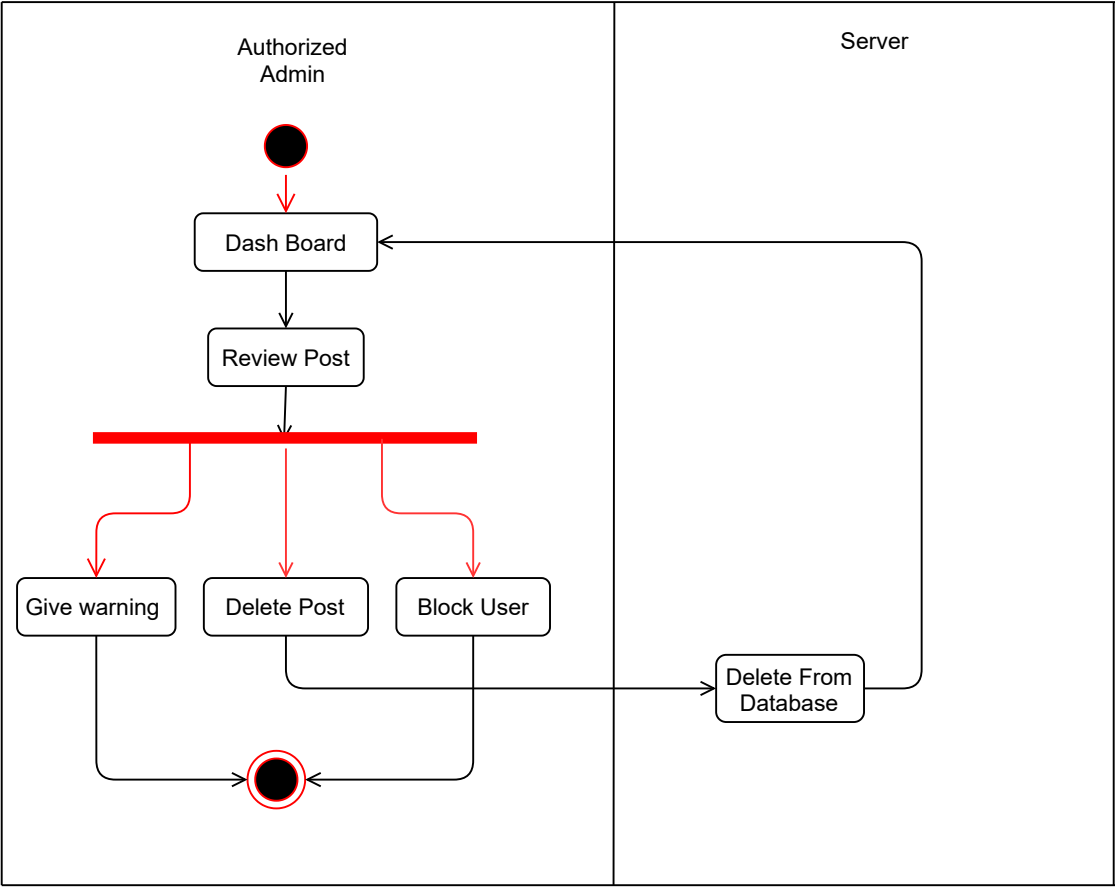 Authorized
Admin
Server
Dash Board
Review Post
Give warning
Delete Post
Block User
Delete From
Database